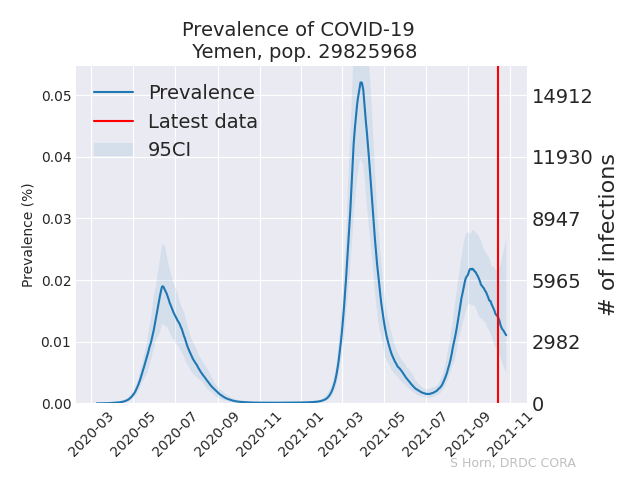 Prevalence of COVID-19
Yemen, pop. 29825968
Prevalence
Latest data
95CI
Prevalence (%)
0.05
0.04
0.03
0.02
0.01
0.00
14912
11930
8947
5965
2982
0
# of infections
2020-03
2020-05
2020-07
2020-09
2020-11
2021-01
2021-03
2021-05
2021-07
2021-09
2021-11
S Horn, DRDC CORA